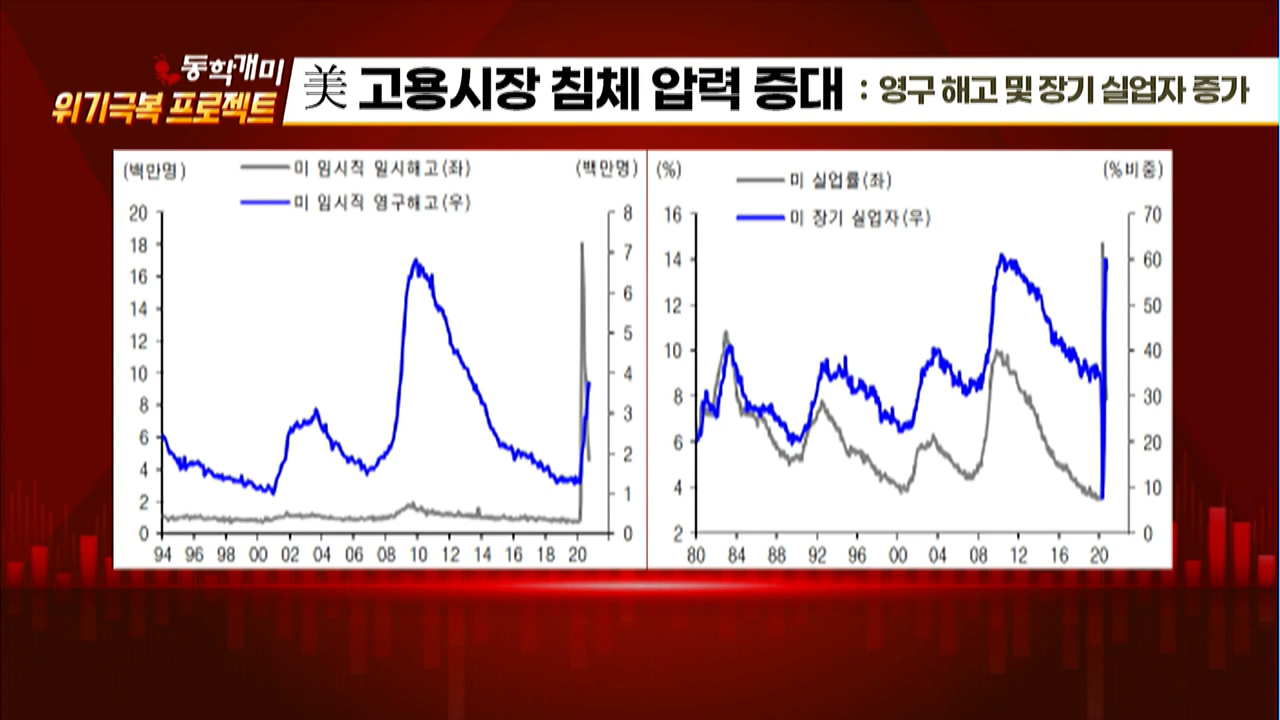 동학개미
위기극복 프로젝트
美 고용시장 침체 압력 증대 : 영구 해고 및 장기 실업자 증가
(백만명) 미 임시직 일시해고(좌) (백만명)
미 임시직 영구해고(우)
20 8
18 7
16 6
14 5
12 4
10 3
8 2
6 1
4 0
2
0
94 96 98 00 02 04 06 08 10 12 14 16 18 20
(%) 미 실업률(좌) (%비중)
미 장기 실업자(우)
16 70
14 60
12 50
10 40
8 30
6 20
4 10
2 0
80 84 88 92 96 00 04 08 12 16 20